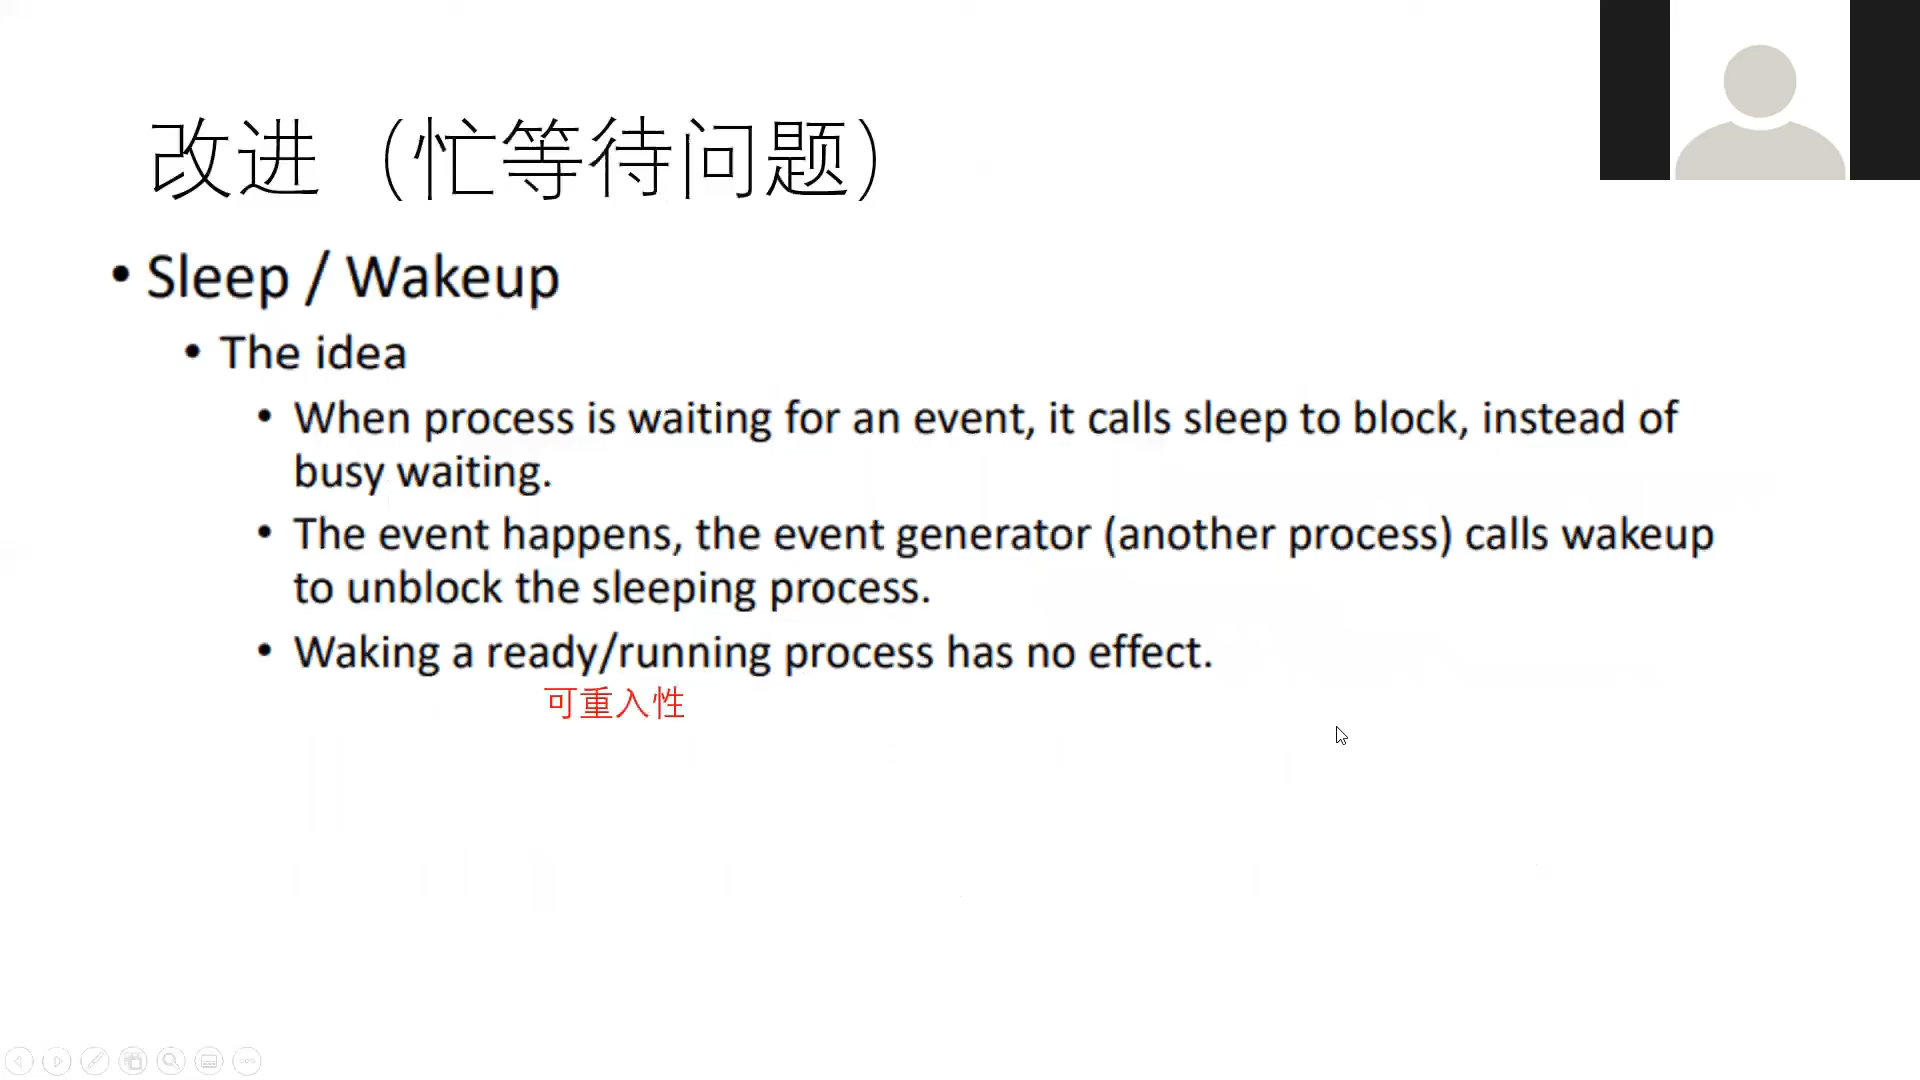 改进（忙等待问题）
• Sleep / Wakeup
• The idea
• When process is waiting for an event, it calls sleep to block, instead of
busy waiting.
• The event happens, the event generator (another process) calls wakeup
to unblock the sleeping process.
• Waking a ready/running process has no effect.
可重入性